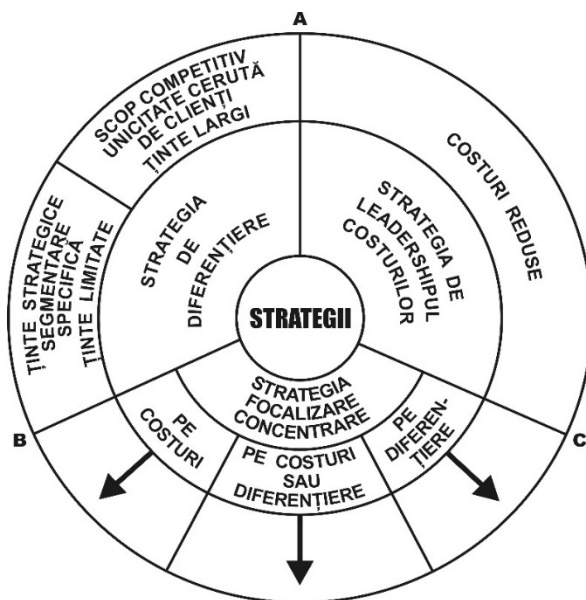 A
SCOP COMPETITIV
UNICITATE CERUTĂ
DE CLIENȚI
ȚINTE LARGI
COSTURI REDUSE
ȚINTE STRATEGICE
SEGMENTARE
SPECIFICĂ
ȚINTE LIMITATE
STRATEGIA
DE
DIFERENȚIERE
STRATEGIA DE
LEADERSHIPUL
COSTURILOR
STRATEGII
STRATEGIA
FOCALIZARE
CONCENTRARE
B
PE
COSTURI
PE COSTURI
SAU
DIFERENȚIERE
PE
DIFEREN-
ȚIERE
C